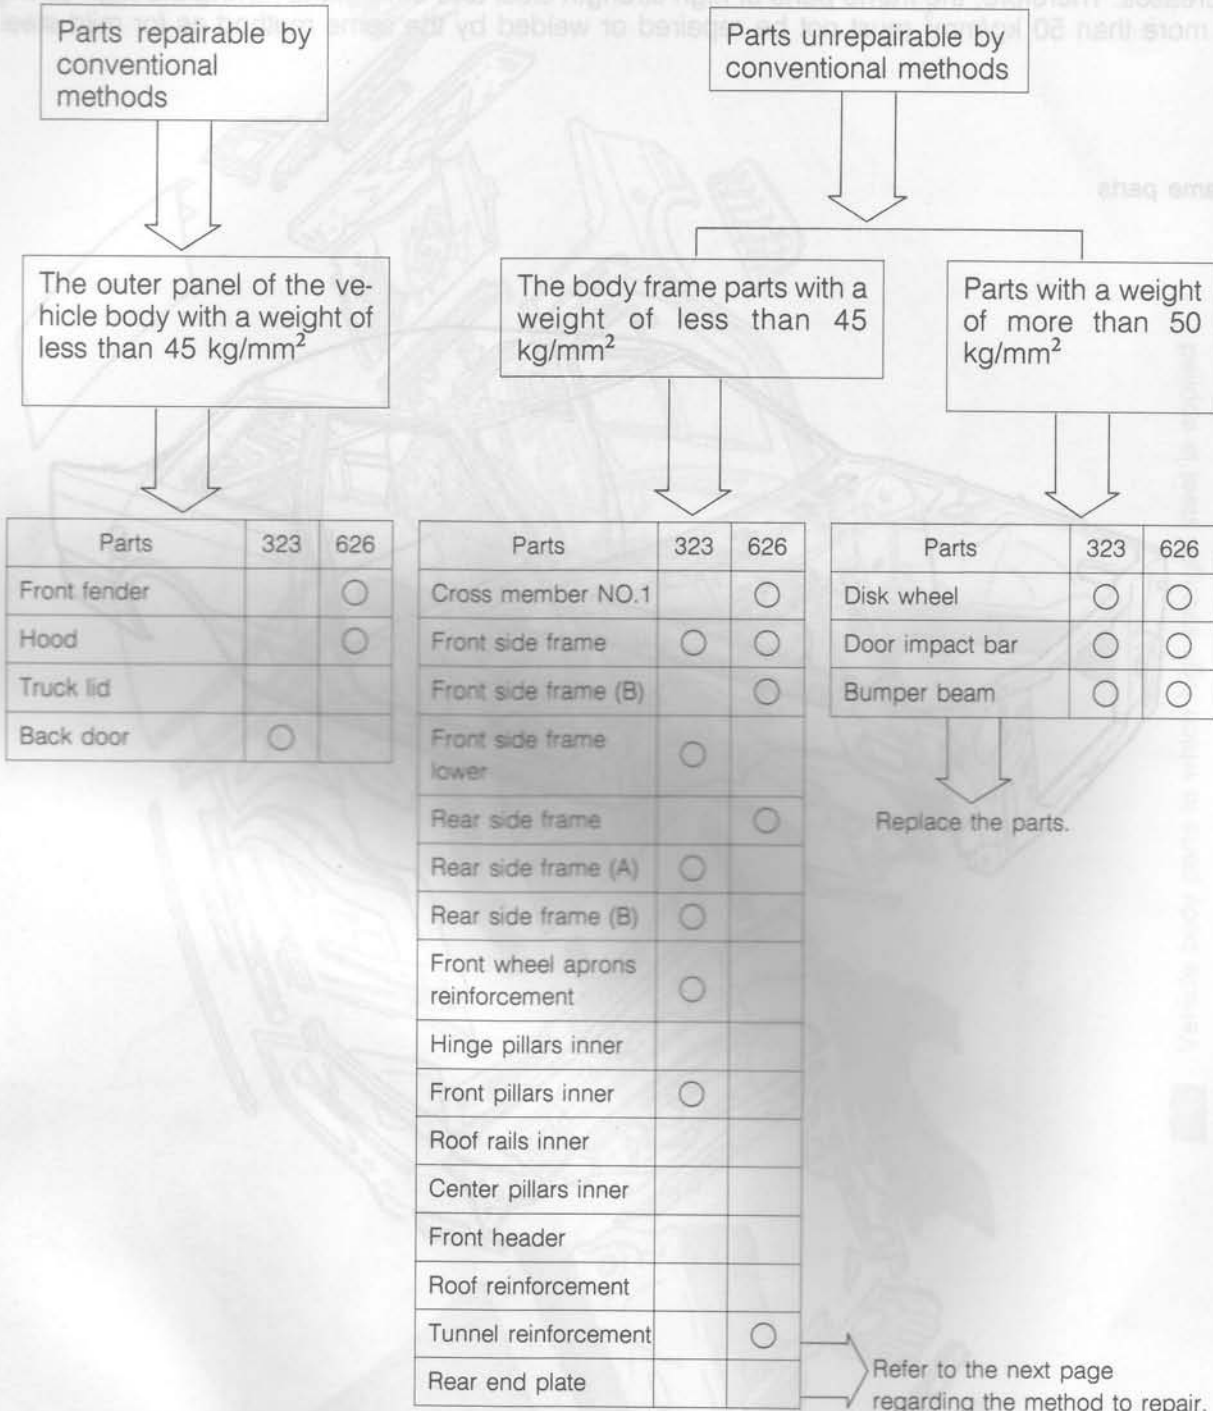 Parts repairable by
conventional
methods
Parts unrepairable by
conventional methods
The outer panel of the ve-
hicle body with a weight of
less than 45 kg/mm²
The body frame parts with a
weight of less than 45
kg/mm²
Parts with a weight
of more than 50
kg/mm²
Parts 323 626
Front fender ○
Hood ○
Truck lid
Back door ○
Parts 323 626
Cross member NO.1 ○
Front side frame ○ ○
Front side frame (B) ○
Front side frame
lower ○
Rear side frame ○
Rear side frame (A) ○
Rear side frame (B) ○
Front wheel aprons
reinforcement ○
Hinge pillars inner
Front pillars inner ○
Roof rails inner
Center pillars inner
Front header
Roof reinforcement
Tunnel reinforcement ○
Rear end plate
Refer to the next page
regarding the method to repair.
Parts 323 626
Disk wheel ○ ○
Door impact bar ○ ○
Bumper beam ○ ○
Replace the parts.